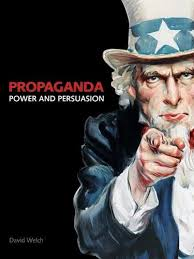 PROPAGANDA
POWER AND PERSUASION
David Welch